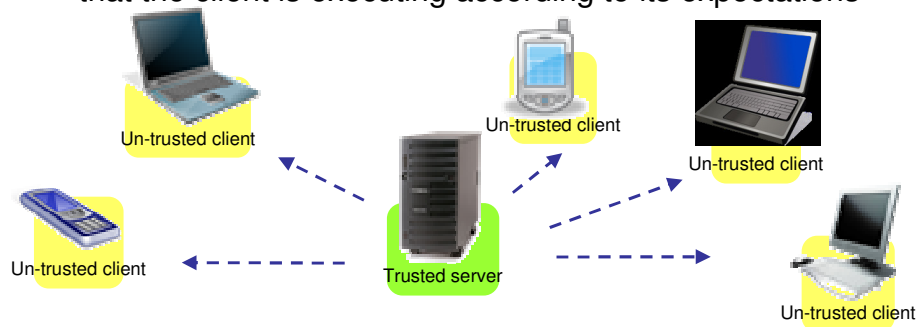 that the client is executing according to its expectations
Un-trusted client
Un-trusted client
Un-trusted client
Un-trusted client
Trusted server
Un-trusted client